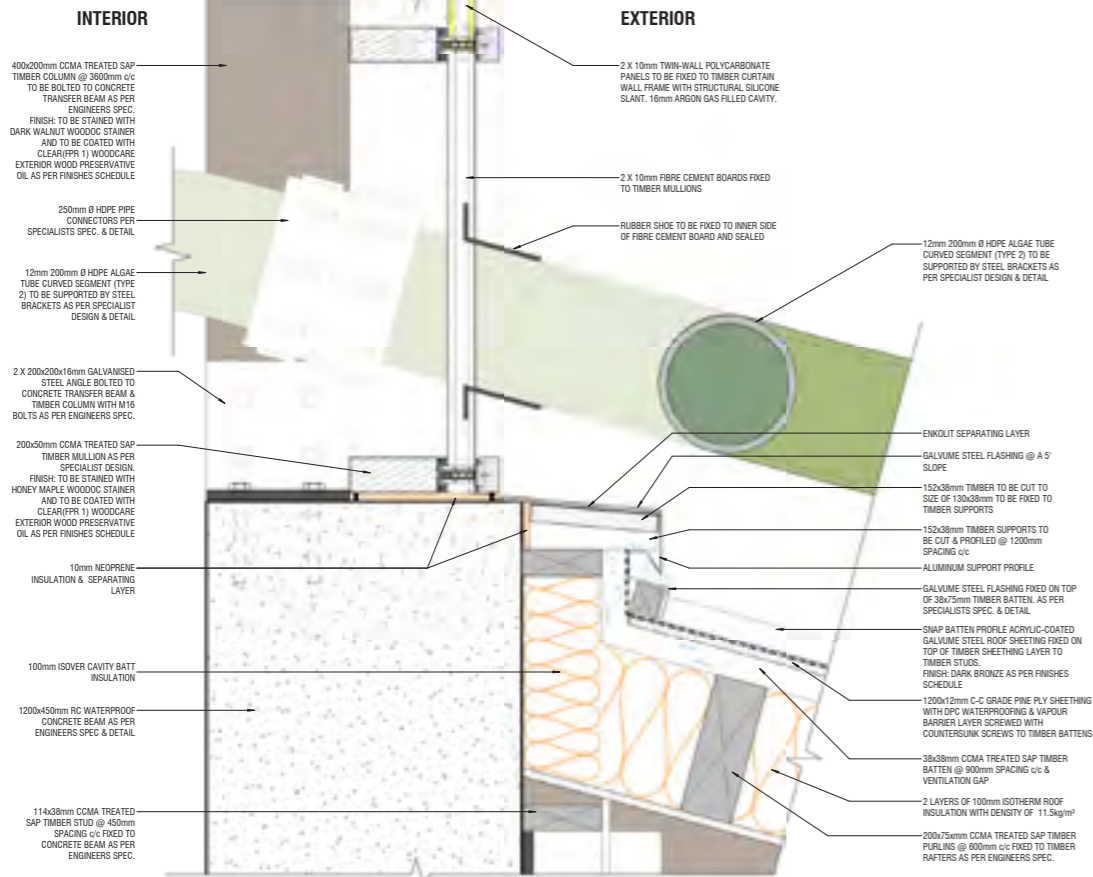 INTERIOR
EXTERIOR
400x200mm CCMA TREATED SAP
TIMBER COLUMN @ 3600mm c/c
TO BE BOLTED TO CONCRETE
TRANSFER BEAM AS PER
ENGINEERS SPEC.
FINISH: TO BE STAINED WITH
DARK WALNUT WOODOC STAINER
AND TO BE COATED WITH
CLEAR(FPR 1) WOODCARE
EXTERIOR WOOD PRESERVATIVE
OIL AS PER FINISHES SCHEDULE
250mm Ø HDPE PIPE
CONNECTORS PER
SPECIALISTS SPEC. & DETAIL
12mm 200mm Ø HDPE ALGAE
TUBE CURVED SEGMENT (TYPE
2) TO BE SUPPORTED BY STEEL
BRACKETS AS PER SPECIALIST
DESIGN & DETAIL
2 X 200x200x16mm GALVANISED
STEEL ANGLE BOLTED TO
CONCRETE TRANSFER BEAM &
TIMBER COLUMN WITH M16
BOLTS AS PER ENGINEERS SPEC.
200x50mm CCMA TREATED SAP
TIMBER MULLION AS PER
SPECIALIST DESIGN.
FINISH: TO BE STAINED WITH
HONEY MAPLE WOODOC STAINER
AND TO BE COATED WITH
CLEAR(FPR 1) WOODCARE
EXTERIOR WOOD PRESERVATIVE
OIL AS PER FINISHES SCHEDULE
10mm NEOPRENE
INSULATION & SEPARATING
LAYER
100mm ISOVER CAVITY BATT
INSULATION
1200x450mm RC WATERPROOF
CONCRETE BEAM AS PER
ENGINEERS SPEC & DETAIL
114x38mm CCMA TREATED
SAP TIMBER STUD @ 450mm
SPACING c/c FIXED TO
CONCRETE BEAM AS PER
ENGINEERS SPEC.
2 X 10mm TWIN-WALL POLYCARBONATE
PANELS TO BE FIXED TO TIMBER CURTAIN
WALL FRAME WITH STRUCTURAL SILICONE
SLANT. 16mm ARGON GAS FILLED CAVITY.
2 X 10mm FIBRE CEMENT BOARDS FIXED
TO TIMBER MULLIONS
RUBBER SHOE TO BE FIXED TO INNER SIDE
OF FIBRE CEMENT BOARD AND SEALED
12mm 200mm Ø HDPE ALGAE TUBE
CURVED SEGMENT (TYPE 2) TO BE
SUPPORTED BY STEEL BRACKETS AS
PER SPECIALIST DESIGN & DETAIL
ENKOLIT SEPARATING LAYER
GALVUME STEEL FLASHING @ A 5'
SLOPE
152x38mm TIMBER TO BE CUT TO
SIZE OF 130x38mm TO BE FIXED TO
TIMBER SUPPORTS
152x38mm TIMBER SUPPORTS TO
BE CUT & PROFILED @ 1200mm
SPACING c/c
ALUMINUM SUPPORT PROFILE
GALVUME STEEL FLASHING FIXED ON TOP
OF 38x75mm TIMBER BATTEN. AS PER
SPECIALISTS SPEC. & DETAIL
SNAP BATTEN PROFILE ACRYLIC-COATED
GALVUME STEEL ROOF SHEETING FIXED ON
TOP OF TIMBER SHEETHING LAYER TO
TIMBER STUDS.
FINISH: DARK BRONZE AS PER FINISHES
SCHEDULE
1200x12mm C-C GRADE PINE PLY SHEETHING
WITH DPC WATERPROOFING & VAPOUR
BARRIER LAYER SCREWED WITH
COUNTERSUNK SCREWS TO TIMBER BATTENS
38x38mm CCMA TREATED SAP TIMBER
BATTEN @ 900mm SPACING c/c &
VENTILATION GAP
2 LAYERS OF 100mm ISOTHERM ROOF
INSULATION WITH DENSITY OF 11.5kg/m³
200x75xmm CCMA TREATED SAP TIMBER
PURLINS @ 600mm c/c FIXED TO TIMBER
RAFTERS AS PER ENGINEERS SPEC.